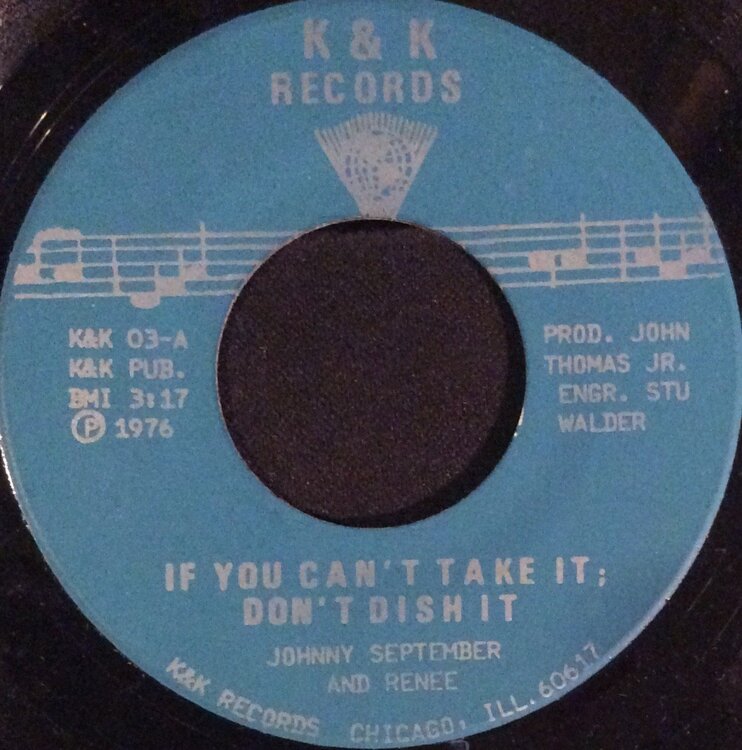 K & K
RECORDS
K&K 03-A
K&K PUB.
BMI 3:17
Ⓟ 1976
PROD. JOHN
THOMAS JR.
ENGR. STU
WALDER
IF YOU CAN'T TAKE IT;
DON'T DISH IT
JOHNNY SEPTEMBER
AND RENEE
K&K RECORDS CHICAGO, ILL. 60617